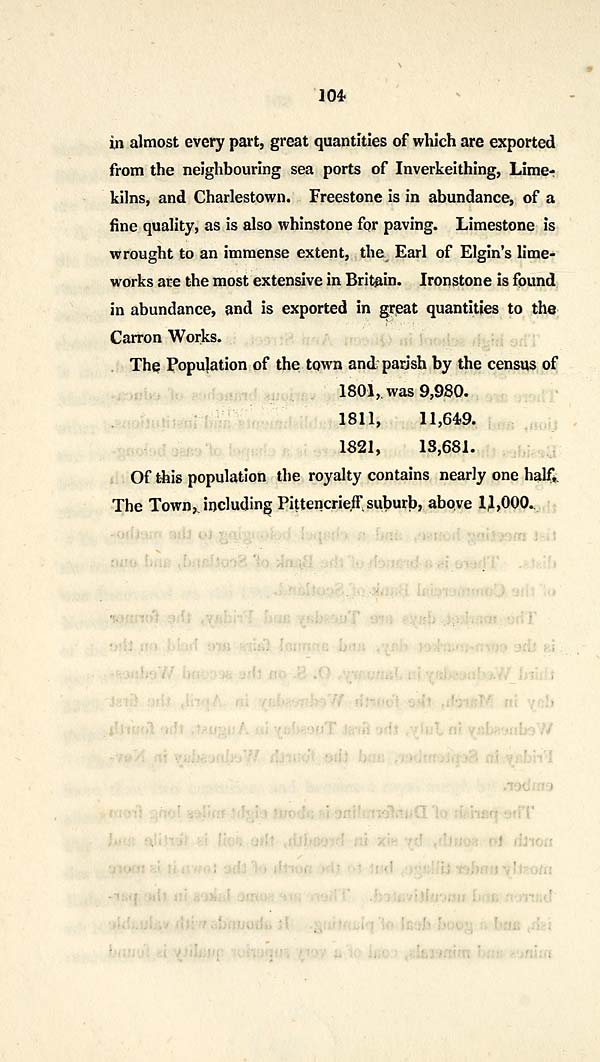 104
in almost every part, great quantities of which are exported
from the neighbouring sea ports of Inverkeithing, Lime-
kilns, and Charlestown. Freestone is in abundance, of a
fine quality, as is also whinstone for paving. Limestone is
wrought to an immense extent, the Earl of Elgin's lime-
works are the most extensive in Britain. Ironstone is found
in abundance, and is exported in great quantities to the
Carron Works.
The Population of the town and parish by the census of
1801, was 9,980.
1811, 11,649.
1821, 13,681.
Of this population the royalty contains nearly one half.
The Town, including Pittencrieff suburb, above 11,000.